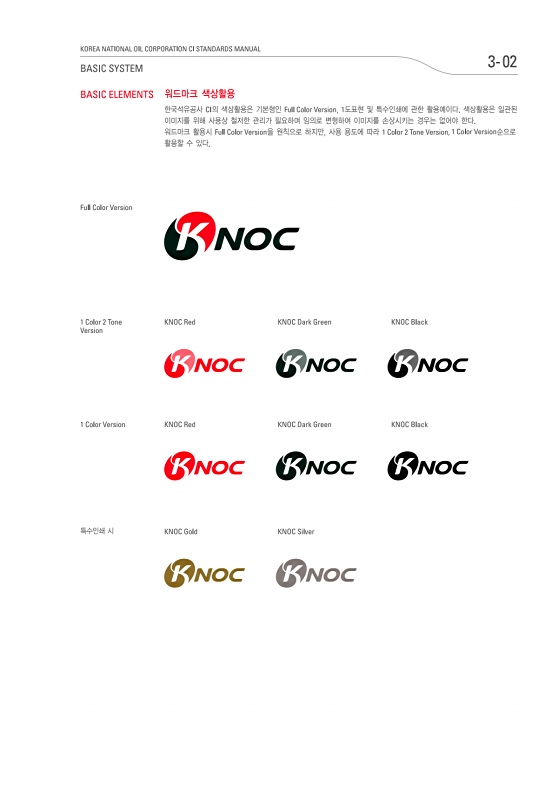 KOREA NATIONAL OIL CORPORATION CI STANDARDS MANUAL
3-02
BASIC SYSTEM
BASIC ELEMENTS 워드마크 색상활용
한국석유공사 CI의 색상활용은 기본형인 Full Color Version, 1도표현 및 특수인쇄에 관한 활용예이다. 색상활용은 일관된
이미지를 위해 사용상 철저한 관리가 필요하며 임의로 변형하여 이미지를 손상시키는 경우는 없어야 한다.
워드마크 활용시 Full Color Version을 원칙으로 하지만, 사용 용도에 따라 1 Color 2 Tone Version, 1 Color Version순으로
활용할 수 있다.
Full Color Version
KNOC
1 Color 2 Tone
Version
KNOC Red KNOC Dark Green KNOC Black
KNOC KNOC KNOC
1 Color Version KNOC Red KNOC Dark Green KNOC Black
KNOC KNOC KNOC
특수인쇄 시 KNOC Gold KNOC Silver
KNOC KNOC